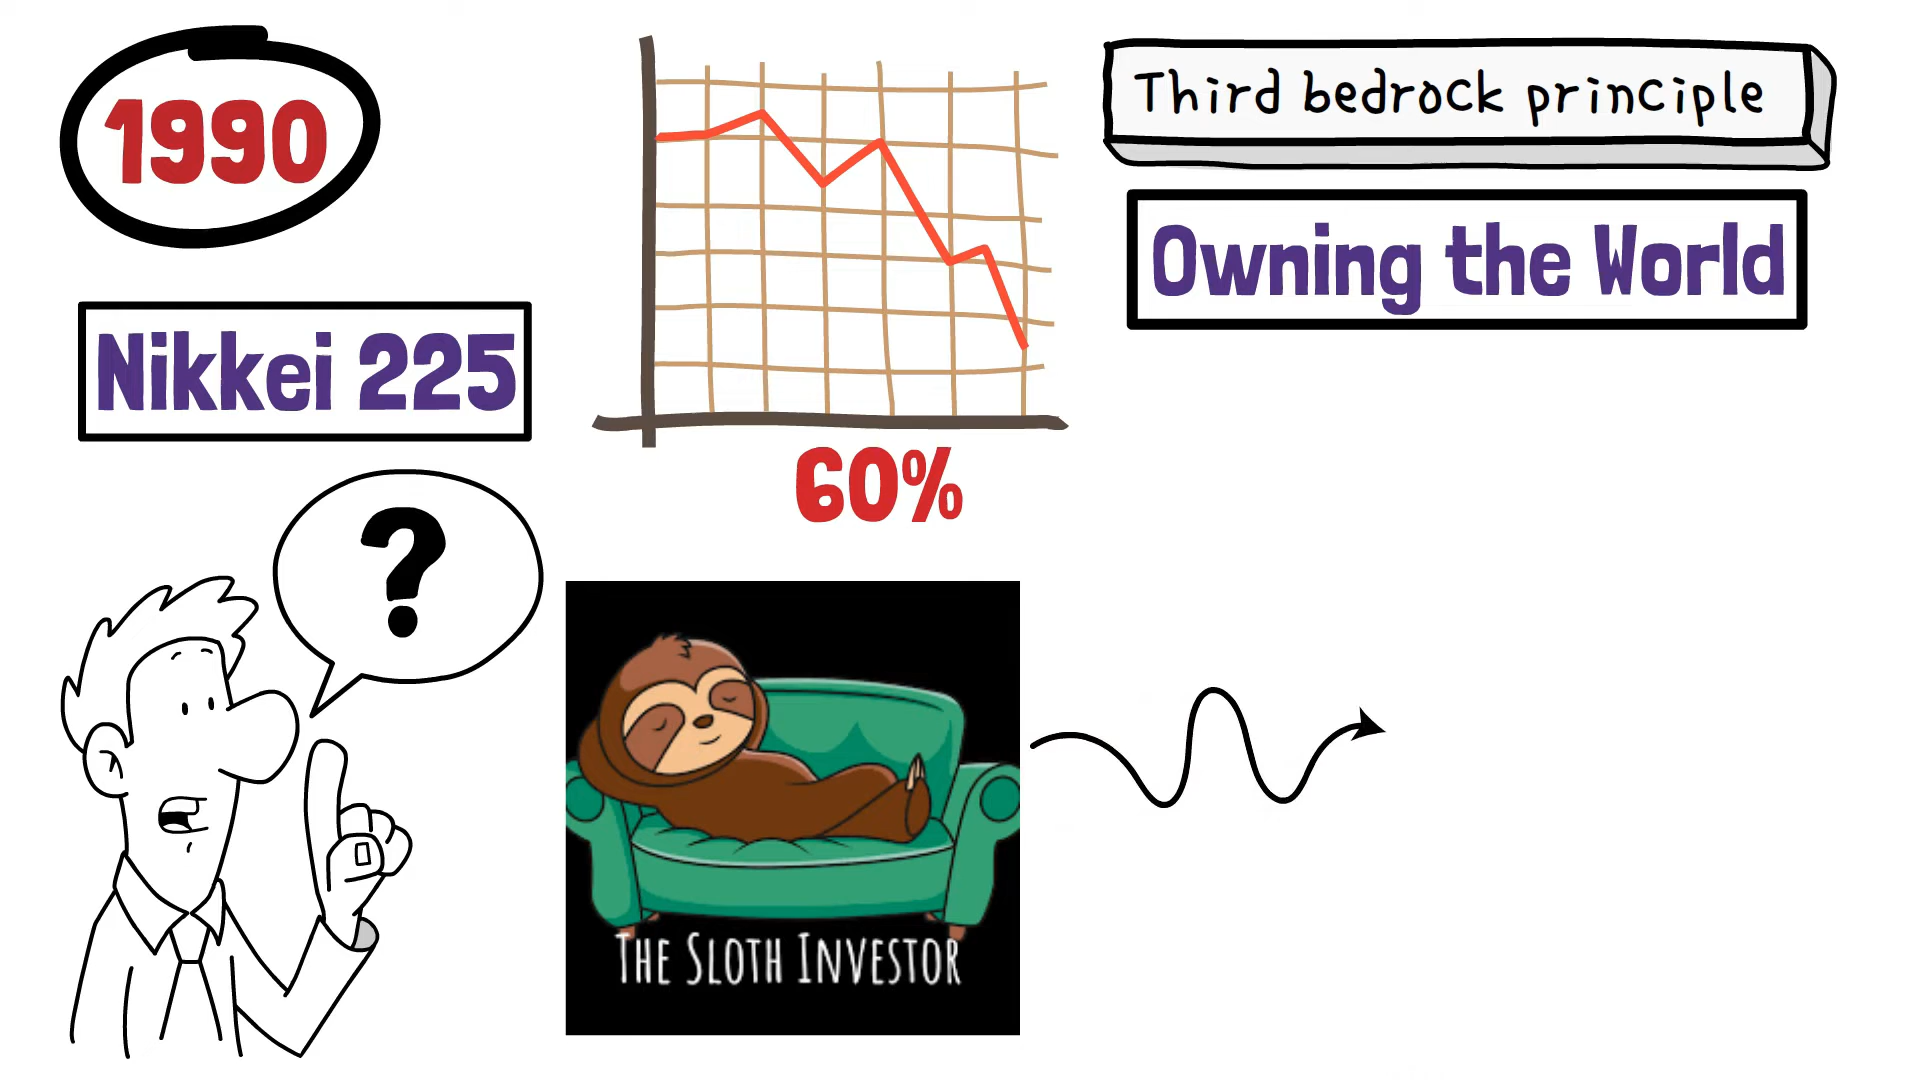 1990
Nikkei 225
60%
Third bedrock principle
Owning the World
?
THE SLOTH INVESTOR